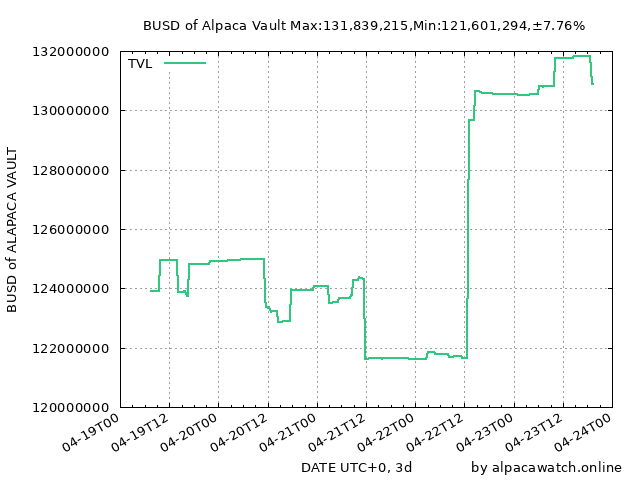 BUSD of Alpaca Vault Max:131,839,215,Min:121,601,294,±7.76%
TVL
BUSD of ALAPACA VAULT
132000000
130000000
128000000
126000000
124000000
122000000
120000000
04-19T00
04-19T12
04-20T00
04-20T12
04-21T00
04-21T12
04-22T00
04-22T12
04-23T00
04-23T12
04-24T00
DATE UTC+0, 3d
by alpacawatch.online